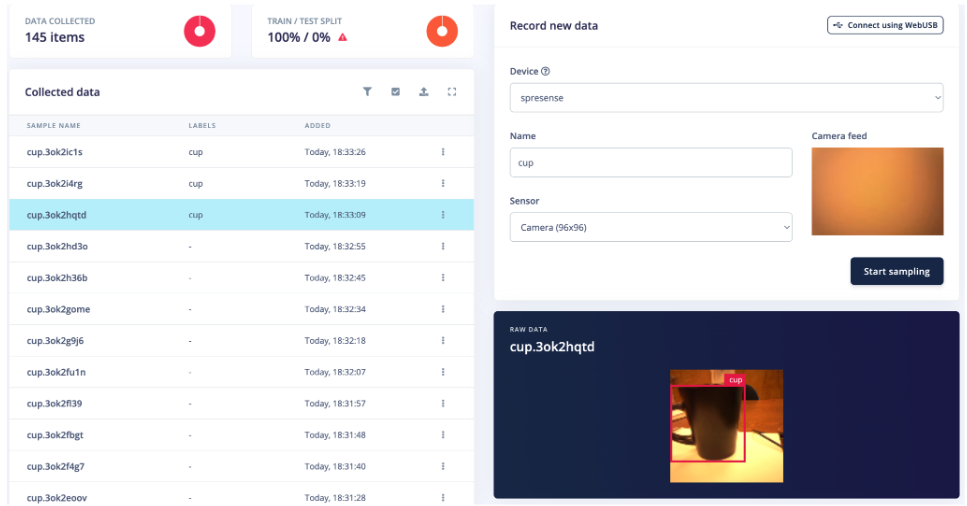 DATA COLLECTED
145 items
TRAIN / TEST SPLIT
100% / 0%
Collected data
SAMPLE NAME LABELS ADDED
cup.3ok2ic1s cup Today, 18:33:26
cup.3ok2i4rg cup Today, 18:33:19
cup.3ok2hqtd cup Today, 18:33:09
cup.3ok2hd3o - Today, 18:32:55
cup.3ok2h36b - Today, 18:32:45
cup.3ok2gome - Today, 18:32:34
cup.3ok2g9j6 - Today, 18:32:18
cup.3ok2fu1n - Today, 18:32:07
cup.3ok2fl39 - Today, 18:31:57
cup.3ok2fbgt - Today, 18:31:48
cup.3ok2f4g7 - Today, 18:31:40
cup.3ok2eoov - Today, 18:31:28
Record new data
Connect using WebUSB
Device
spresense
Name
cup
Camera feed
Sensor
Camera (96x96)
Start sampling
RAW DATA
cup.3ok2hqtd
cup